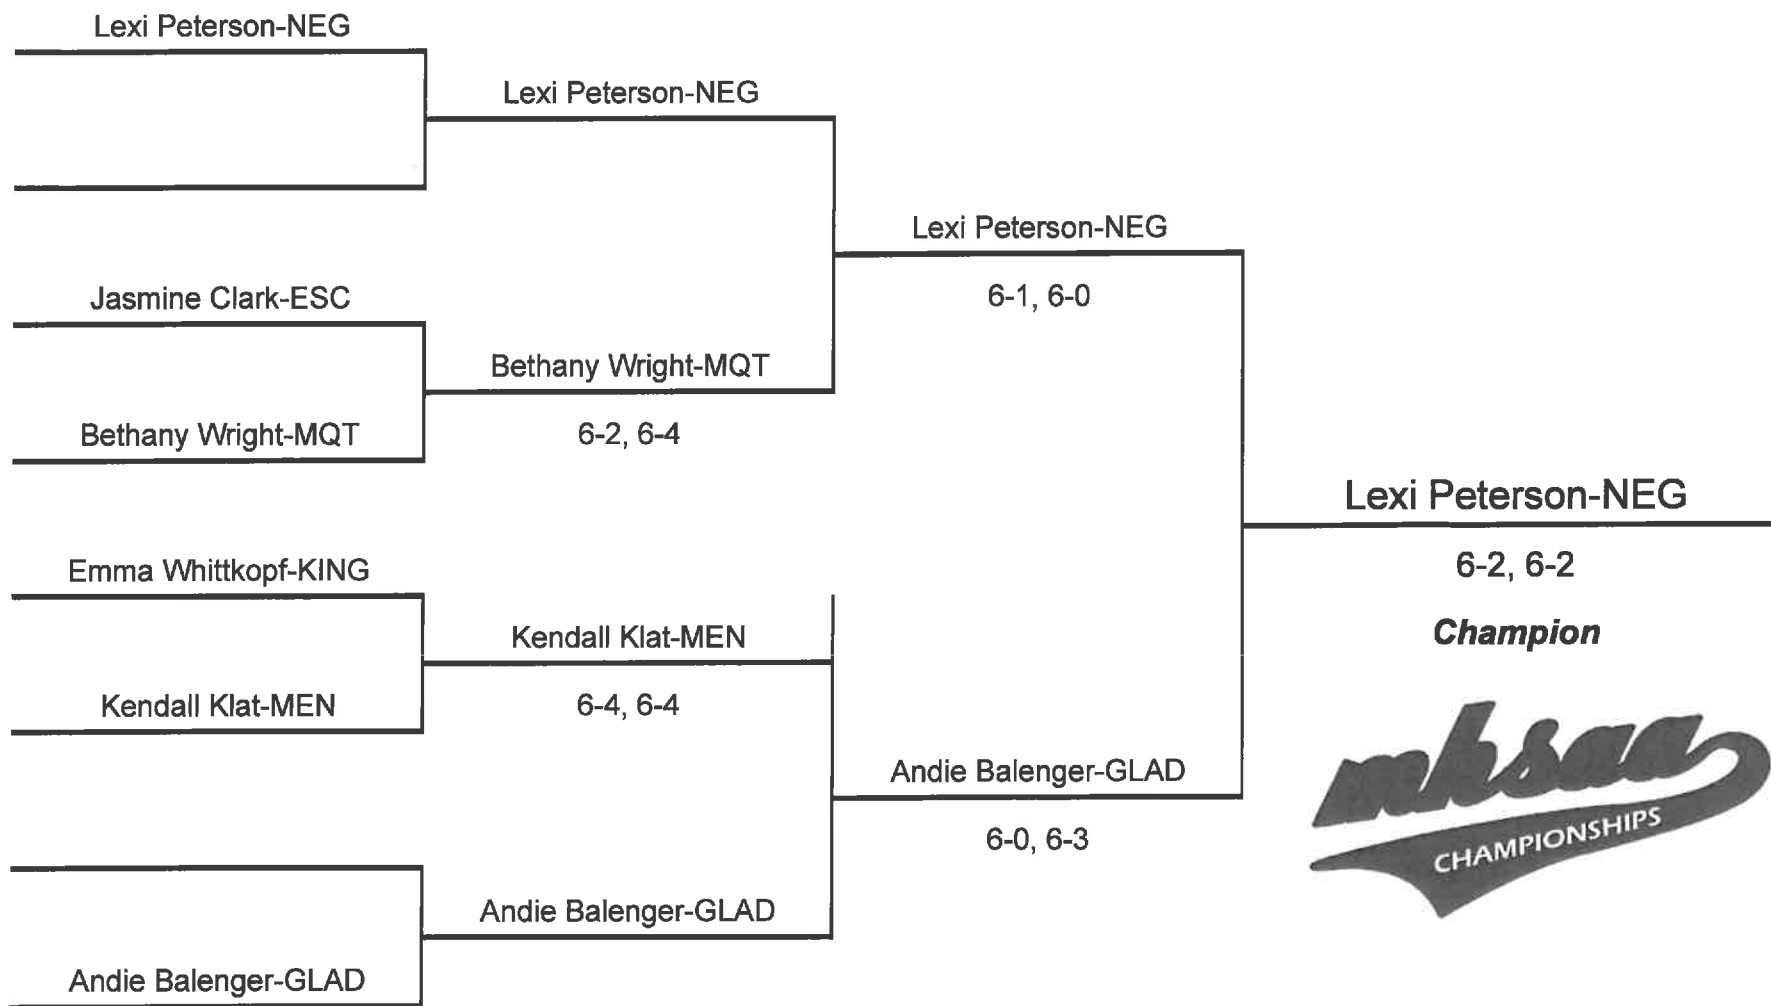 Lexi Peterson-NEG
Lexi Peterson-NEG
Lexi Peterson-NEG
6-1, 6-0
Jasmine Clark-ESC
Bethany Wright-MQT
Bethany Wright-MQT
6-2, 6-4
Lexi Peterson-NEG
6-2, 6-2
Champion
Emma Whittkopf-KING
Kendall Klat-MEN
Kendall Klat-MEN
6-4, 6-4
Andie Balenger-GLAD
6-0, 6-3
Andie Balenger-GLAD
Andie Balenger-GLAD
mhsaa
CHAMPIONSHIPS